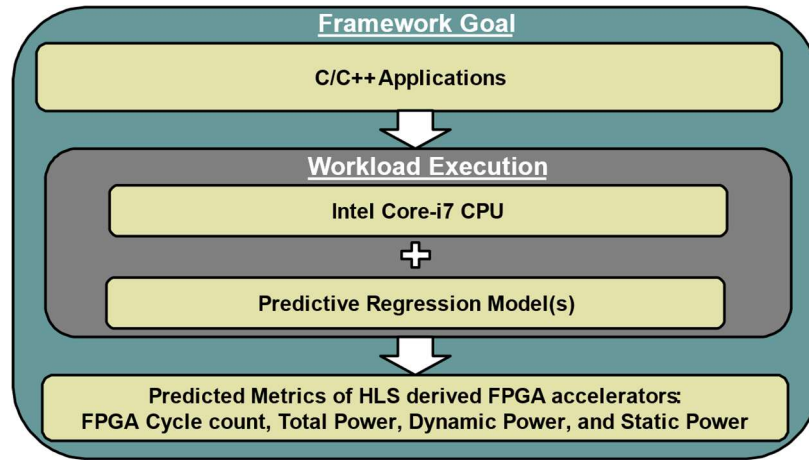 Framework Goal
C/C++ Applications
Workload Execution
Intel Core-i7 CPU
+
Predictive Regression Model(s)
Predicted Metrics of HLS derived FPGA accelerators:
FPGA Cycle count, Total Power, Dynamic Power, and Static Power